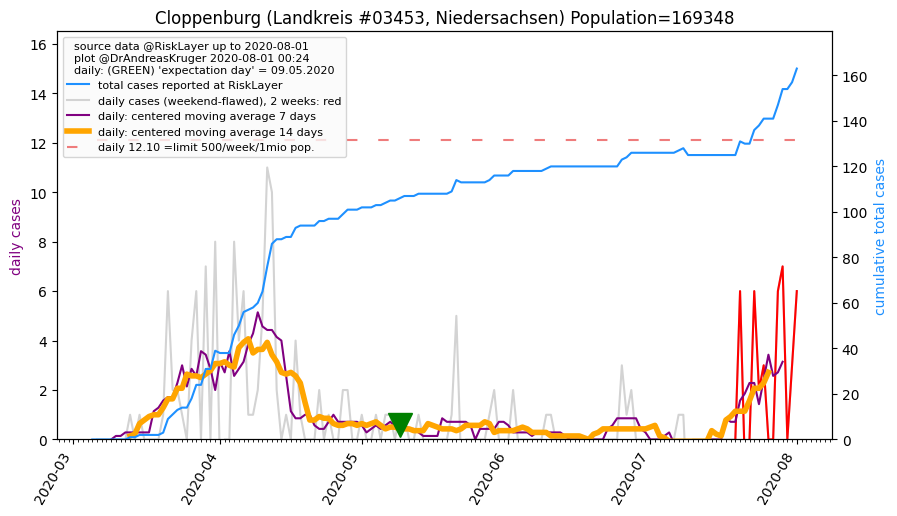 Cloppenburg (Landkreis #03453, Niedersachsen) Population=169348
source data @RiskLayer up to 2020-08-01
plot @DrAndreasKruger 2020-08-01 00:24
daily: (GREEN) 'expectation day' = 09.05.2020
total cases reported at RiskLayer
daily cases (weekend-flawed), 2 weeks: red
daily: centered moving average 7 days
daily: centered moving average 14 days
daily 12.10 =limit 500/week/1mio pop.
daily cases
16
14
12
10
8
6
4
2
0
cumulative total cases
160
140
120
100
80
60
40
20
0
2020-03
2020-04
2020-05
2020-06
2020-07
2020-08